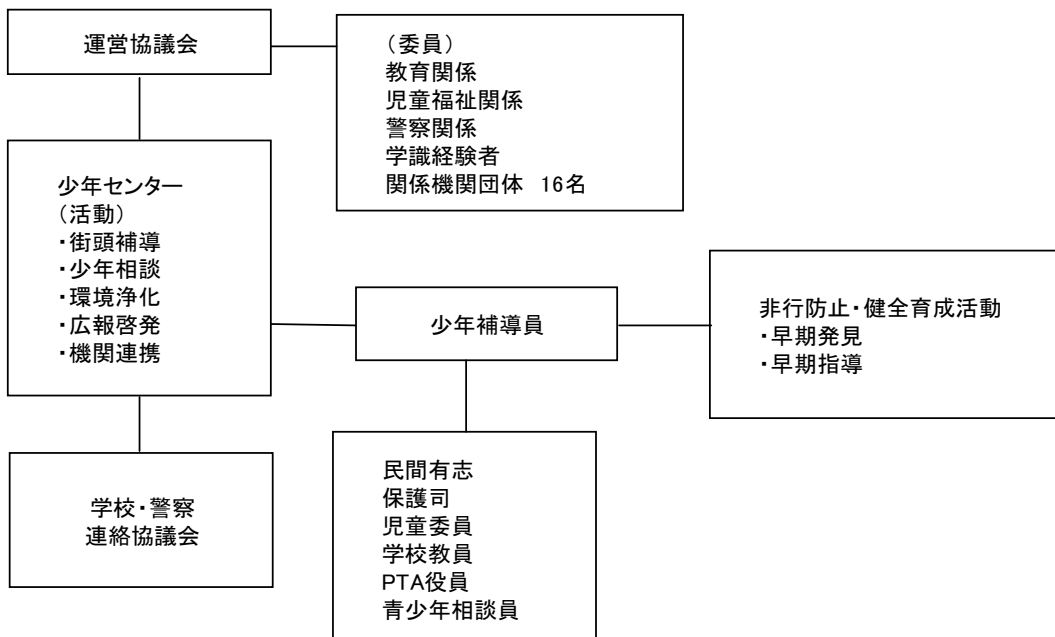 運営協議会
(委員)
教育関係
児童福祉関係
警察関係
学識経験者
関係機関団体 16名
少年センター
(活動)
・街頭補導
・少年相談
・環境浄化
・広報啓発
・機関連携
少年補導員
非行防止・健全育成活動
・早期発見
・早期指導
学校・警察
連絡協議会
民間有志
保護司
児童委員
学校教員
PTA役員
青少年相談員